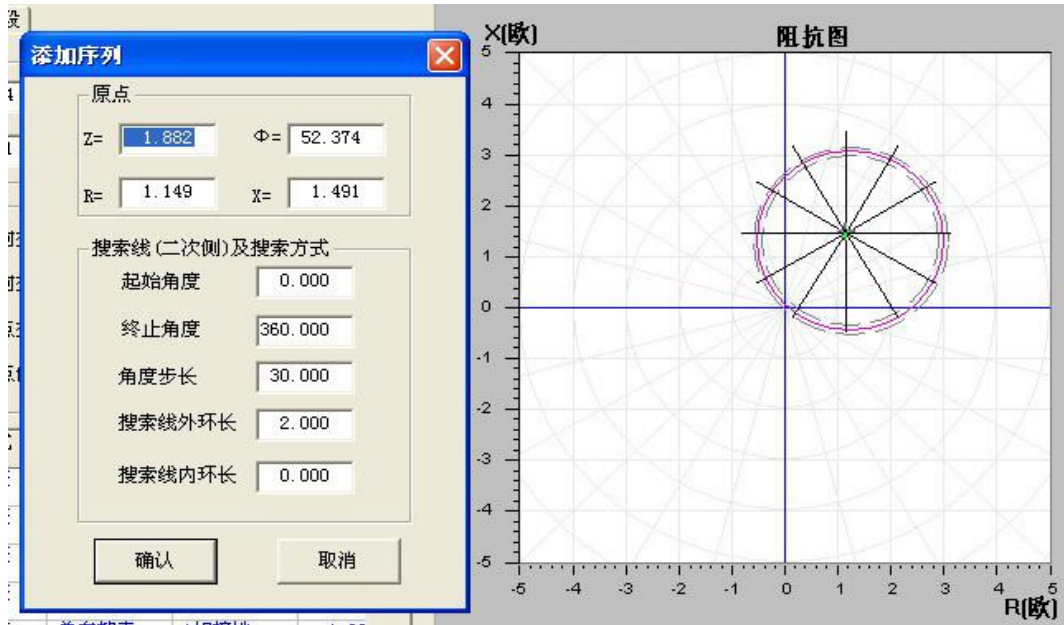 段
添加序列
原点
Z= 1.882 Φ= 52.374
R= 1.149 X= 1.491
搜索线(二次侧)及搜索方式
起始角度 0.000
终止角度 360.000
角度步长 30.000
搜索线外环长 2.000
搜索线内环长 0.000
确认 取消
X(欧) 阻抗图
5
4
3
2
1
0
-1
-2
-3
-4
-5
-5 -4 -3 -2 -1 0 1 2 3 4 5
R(欧)